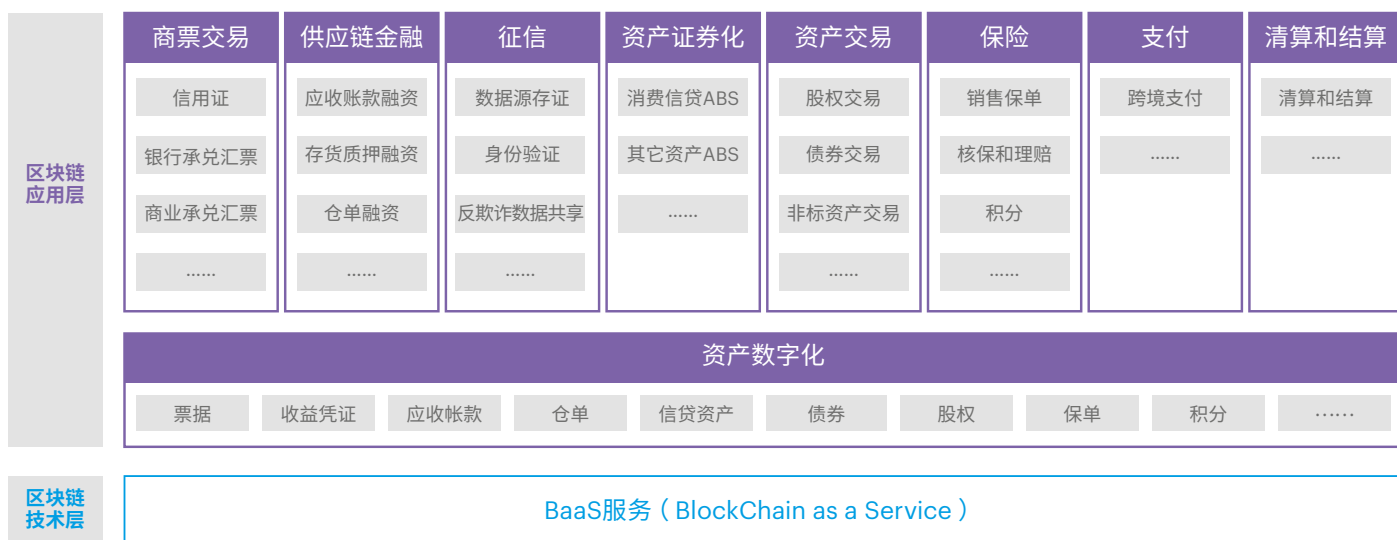 区块链
应用层
商票交易
信用证
银行承兑汇票
商业承兑汇票
......
供应链金融
应收账款融资
存货质押融资
仓单融资
......
征信
数据源存证
身份验证
反欺诈数据共享
......
资产证券化
消费信贷ABS
其它资产ABS
......
资产交易
股权交易
债券交易
非标资产交易
......
保险
销售保单
核保和理赔
积分
......
支付
跨境支付
......
清算和结算
清算和结算
......
资产数字化
票据
收益凭证
应收帐款
仓单
信贷资产
债券
股权
保单
积分
……
区块链
技术层
BaaS服务（BlockChain as a Service）